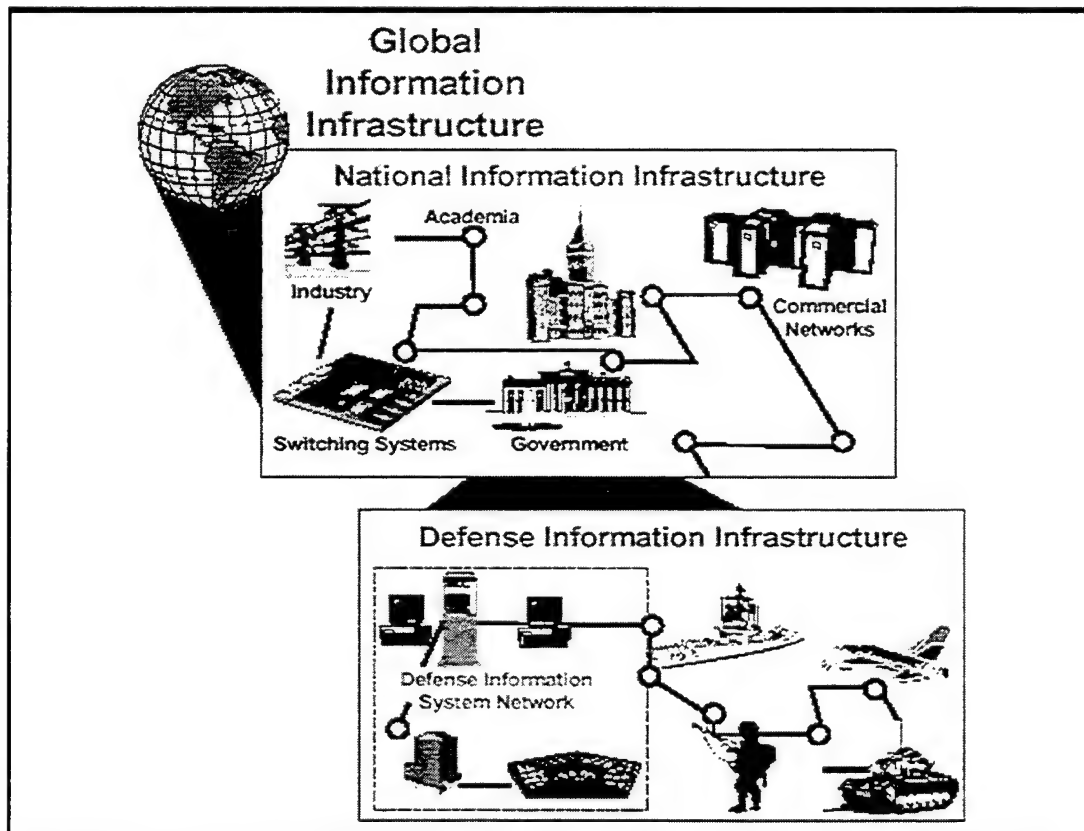 Global
Information
Infrastructure
National Information Infrastructure
Academia
Industry
Commercial
Networks
Switching Systems
Government
Defense Information Infrastructure
Defense Information
System Network